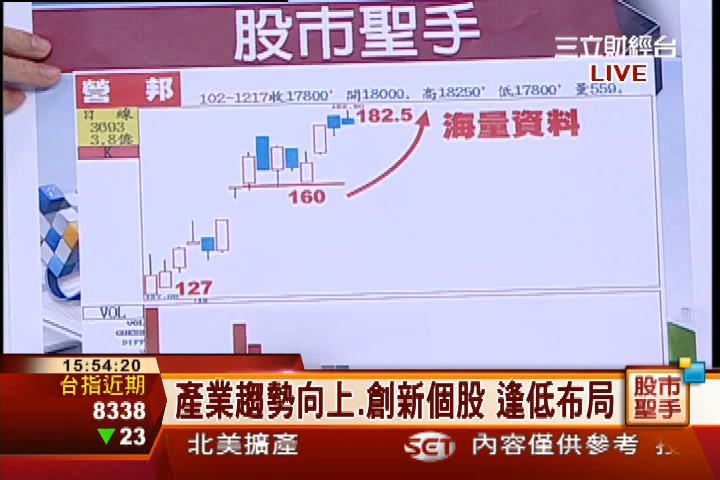 股市聖手
三立財經台
LIVE
營邦
102-1217收17800' 開18000. 高18250' 低17800' 量559.
日 線
3693
3.8億
K
182.5
海量資料
160
127
VOL
15:54:20
台指近期
8338
▼23
產業趨勢向上.創新個股 逢低布局
股市
聖手
北美擴產 SET 內容僅供參考